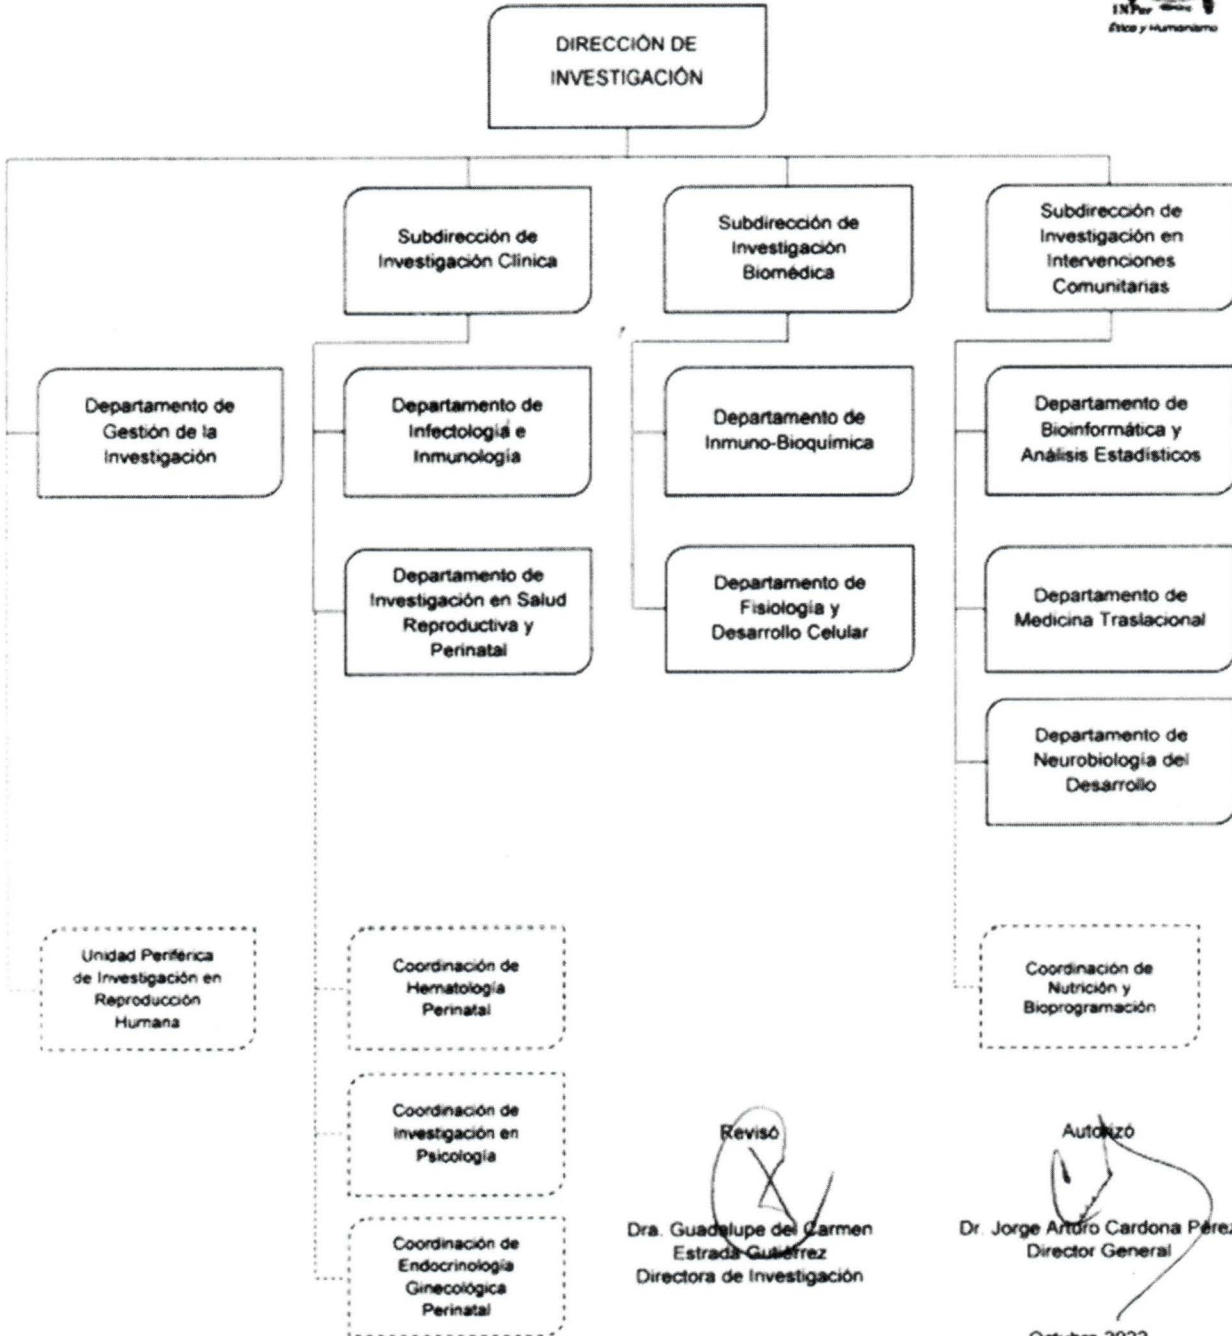 INPer
Ética y Humanismo
DIRECCIÓN DE
INVESTIGACIÓN
Subdirección de
Investigación Clínica
Subdirección de
Investigación
Biomédica
Subdirección de
Investigación en
Intervenciones
Comunitarias
Departamento de
Gestión de la
Investigación
Departamento de
Infectología e
Inmunología
Departamento de
Inmuno-Bioquímica
Departamento de
Bioinformática y
Análisis Estadísticos
Departamento de
Investigación en Salud
Reproductiva y
Perinatal
Departamento de
Fisiología y
Desarrollo Celular
Departamento de
Medicina Traslacional
Departamento de
Neurobiología del
Desarrollo
Unidad Periférica
de Investigación en
Reproducción
Humana
Coordinación de
Hematología
Perinatal
Coordinación de
Nutrición y
Bioprogramación
Coordinación de
Investigación en
Psicología
Coordinación de
Endocrinología
Ginecológica
Perinatal
Revisó
Dra. Guadalupe del Carmen
Estrada Gutiérrez
Directora de Investigación
Autorizó
Dr. Jorge Arturo Cardona Pérez
Director General
Octubre